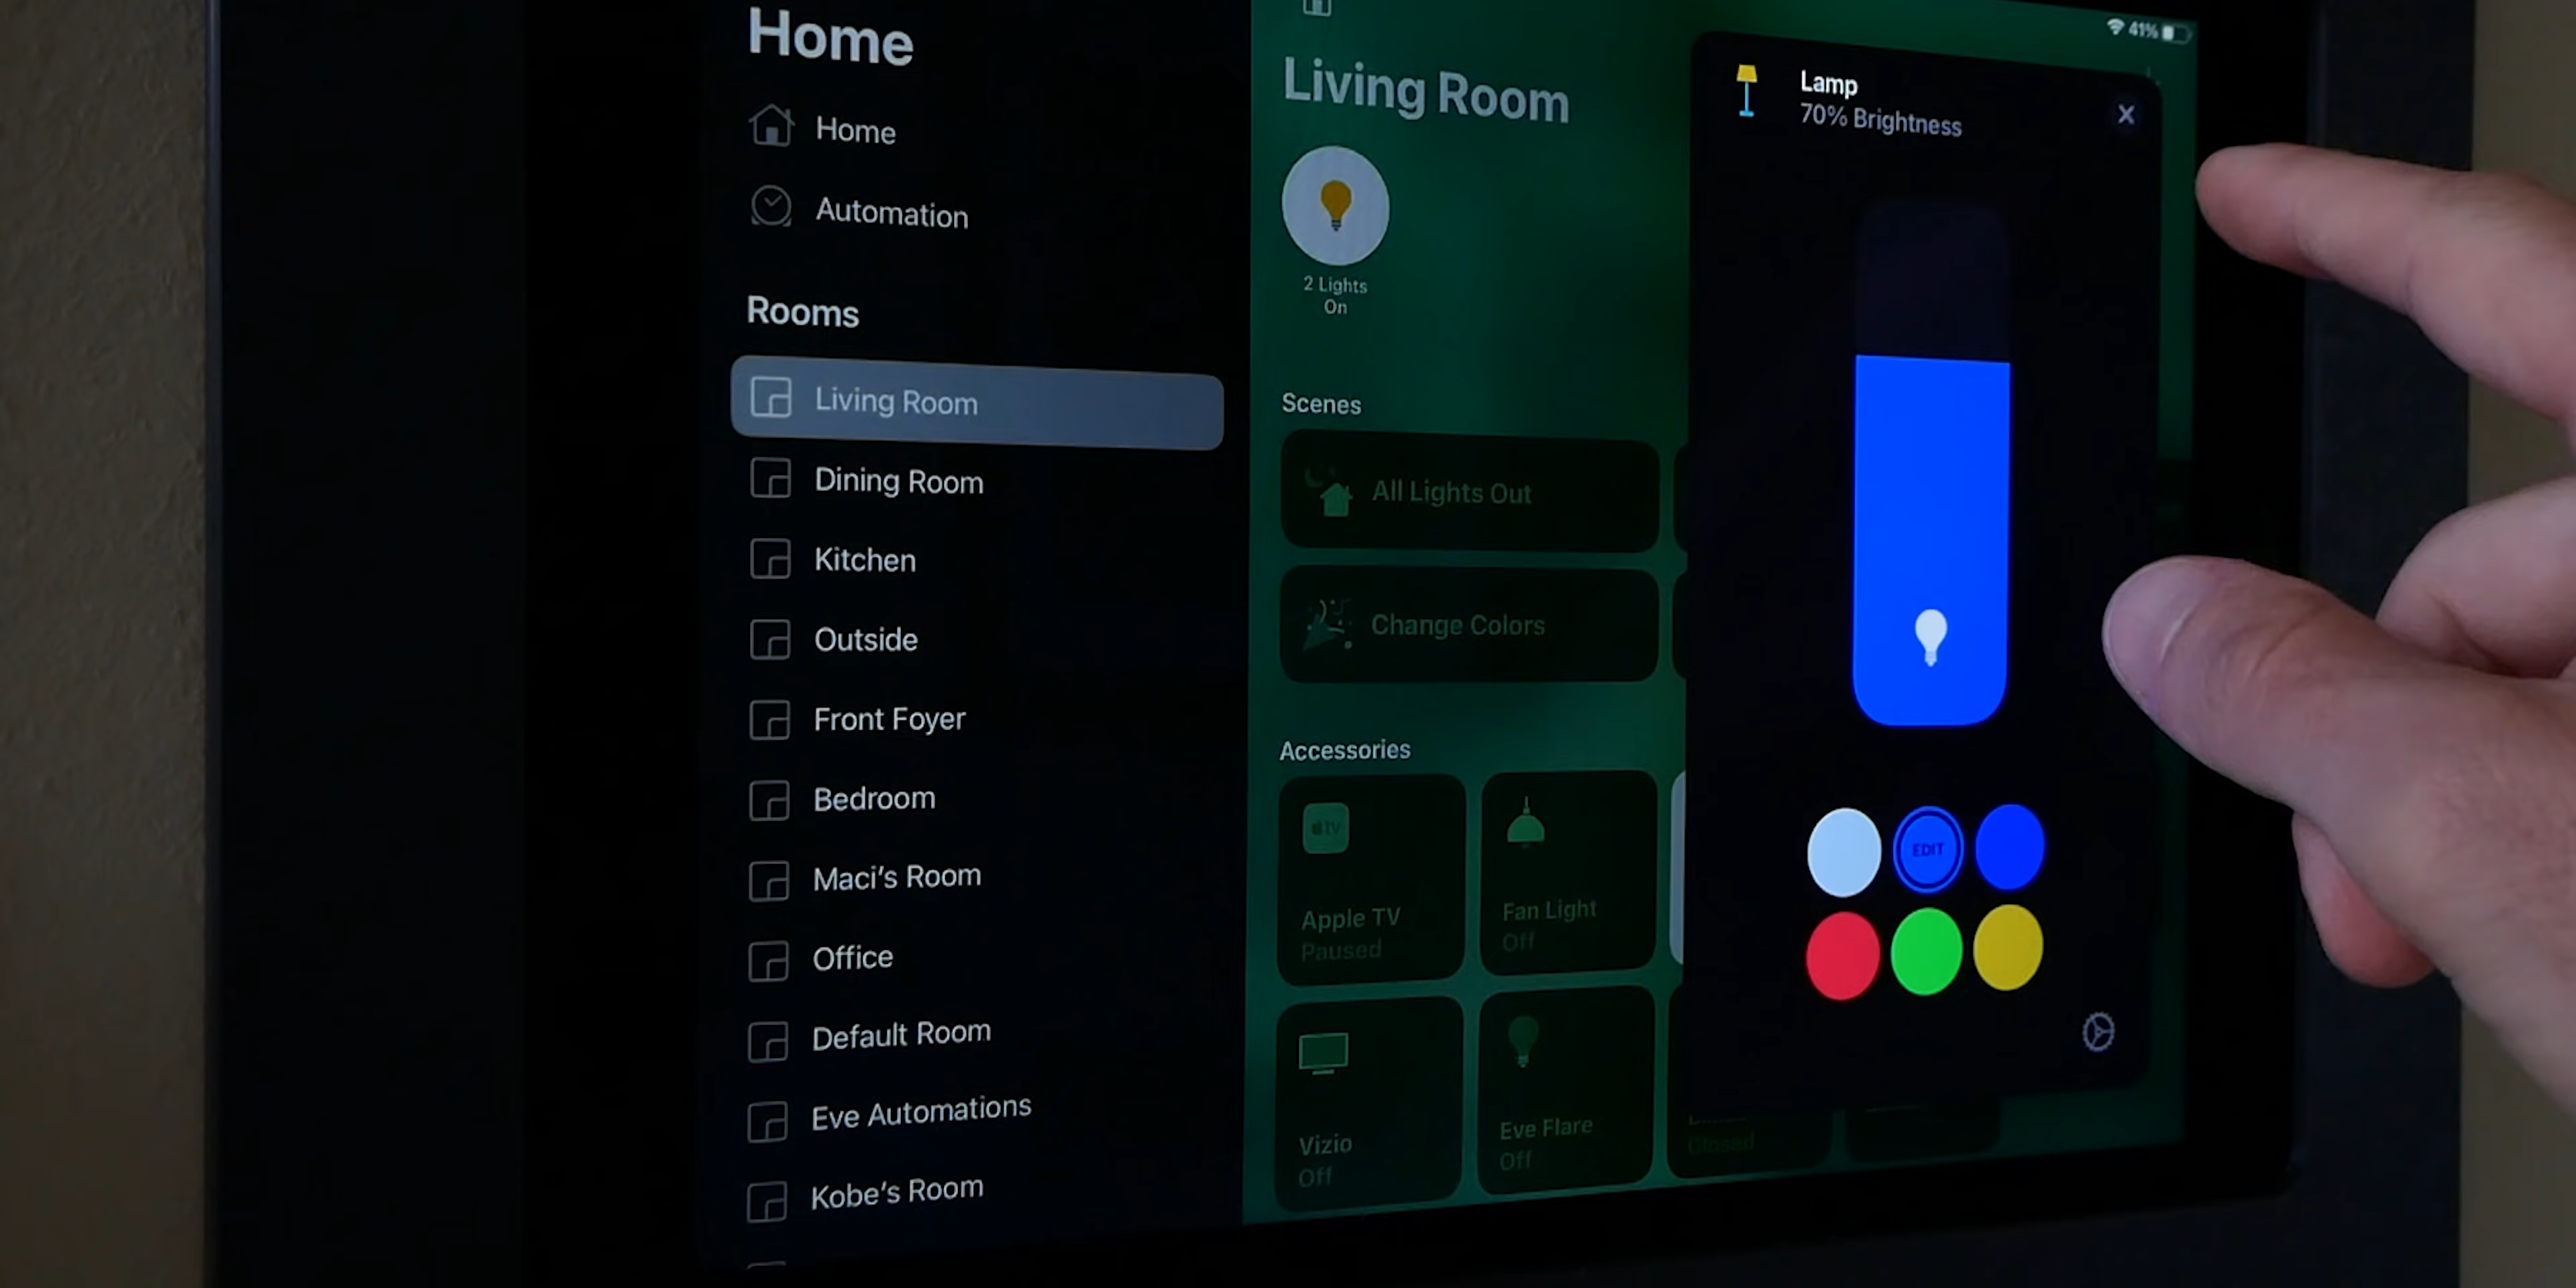 Home
Home
Automation
Rooms
Living Room
Dining Room
Kitchen
Outside
Front Foyer
Bedroom
Maci's Room
Office
Default Room
Eve Automations
Kobe's Room
41%
Living Room
2 Lights
On
Scenes
All Lights Out
Change Colors
Accessories
tv
Apple TV
Paused
Fan Light
Off
Vizio
Off
Eve Flare
Off
Closed
Lamp
70% Brightness
EDIT